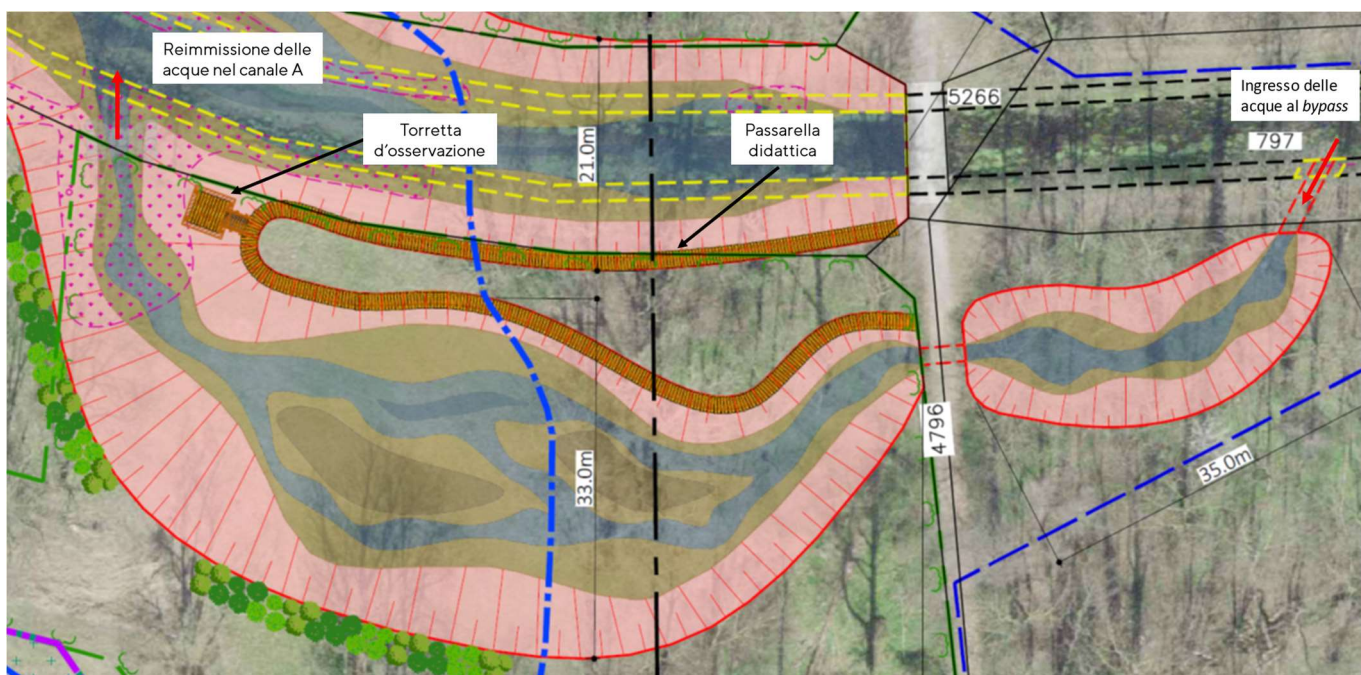 Reimmissione delle
acque nel canale A
Torretta
d'osservazione
Passarella
didattica
Ingresso delle
acque al bypass
5266
797
21.0m
4796
33.0m
35.0m